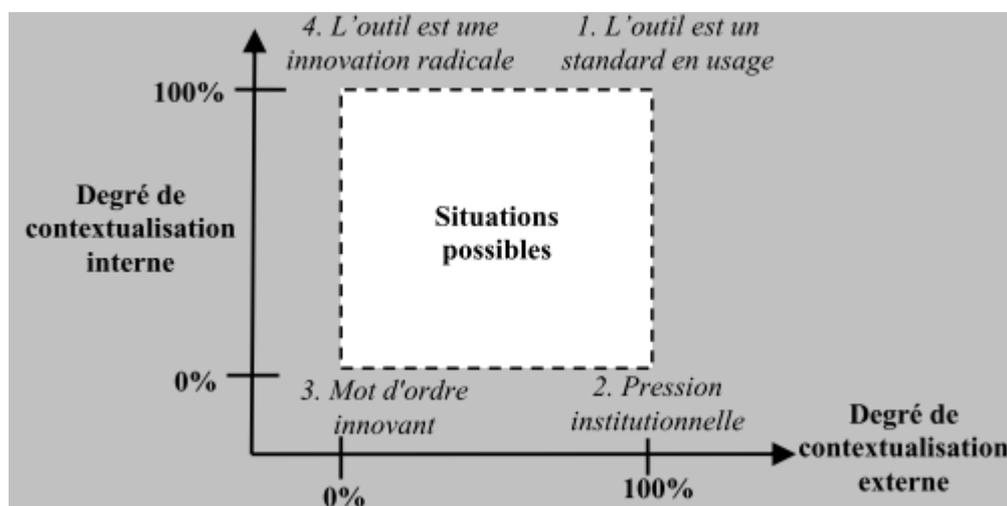 4. L'outil est une
innovation radicale
1. L'outil est un
standard en usage
100%
Degré de
contextualisation
interne
Situations
possibles
0%
3. Mot d'ordre
innovant
2. Pression
institutionnelle
Degré de
contextualisation
externe
0%
100%